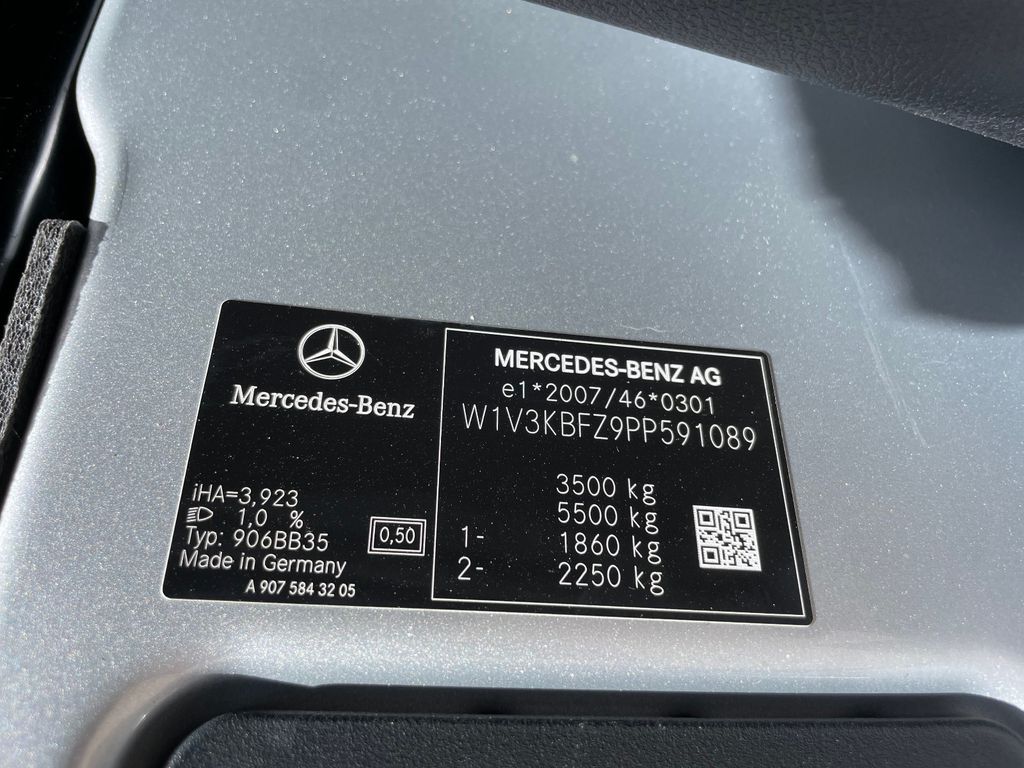 Mercedes-Benz
iHA=3,923
1,0 %
Typ: 906BB35
Made in Germany
A 907 584 32 05
0,50
MERCEDES-BENZ AG
e1*2007/46*0301
W1V3KBFZ9PP591089
3500 kg
5500 kg
1- 1860 kg
2- 2250 kg